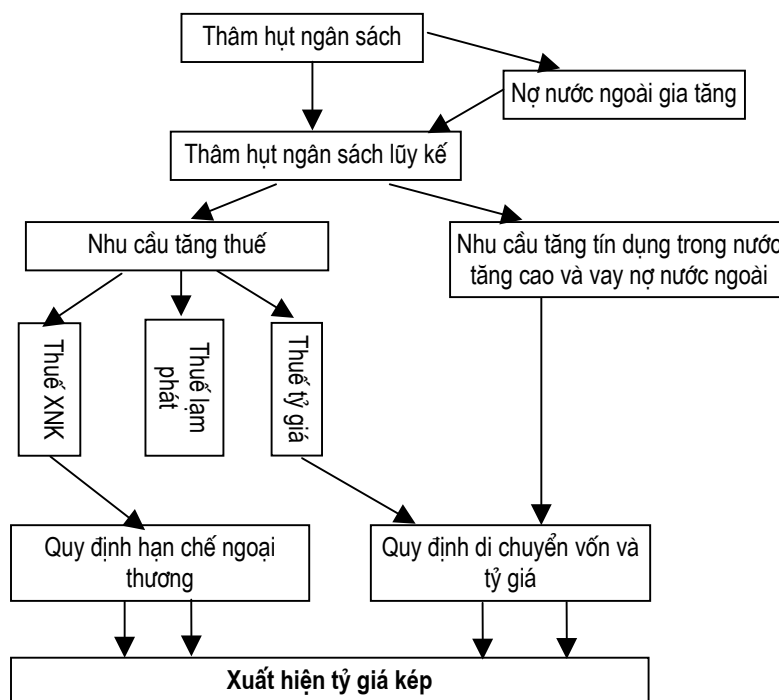 Thâm hụt ngân sách
Nợ nước ngoài gia tăng
Thâm hụt ngân sách lũy kế
Nhu cầu tăng thuế
Nhu cầu tăng tín dụng trong nước
tăng cao và vay nợ nước ngoài
Thuế XNK
Thuế lạm
phát
Thuế tỷ giá
Quy định hạn chế ngoại
thương
Quy định di chuyển vốn và
tỷ giá
Xuất hiện tỷ giá kép